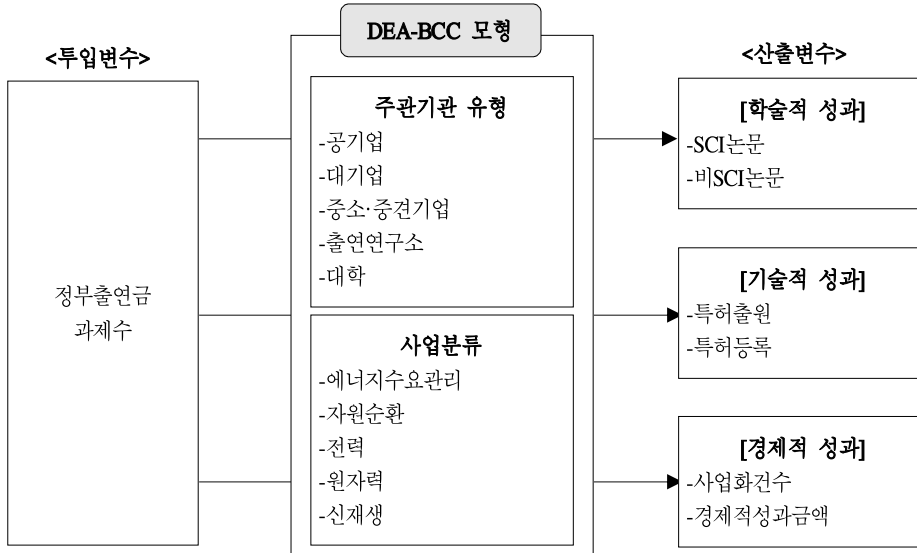 DEA-BCC 모형
<투입변수>
정부출연금
과제수
주관기관 유형
-공기업
-대기업
-중소·중견기업
-출연연구소
-대학
사업분류
-에너지수요관리
-자원순환
-전력
-원자력
-신재생
<산출변수>
[학술적 성과]
-SCI논문
-비SCI논문
[기술적 성과]
-특허출원
-특허등록
[경제적 성과]
-사업화건수
-경제적성과금액